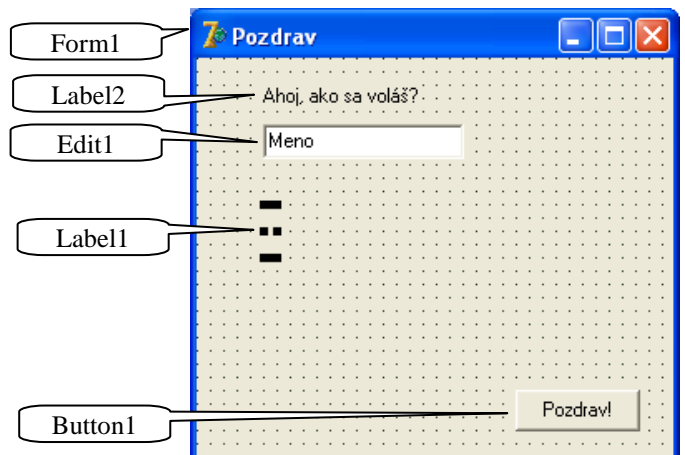 Form1
Pozdrav
Label2
Ahoj, ako sa voláš?
Edit1
Meno
Label1
Button1
Pozdrav!